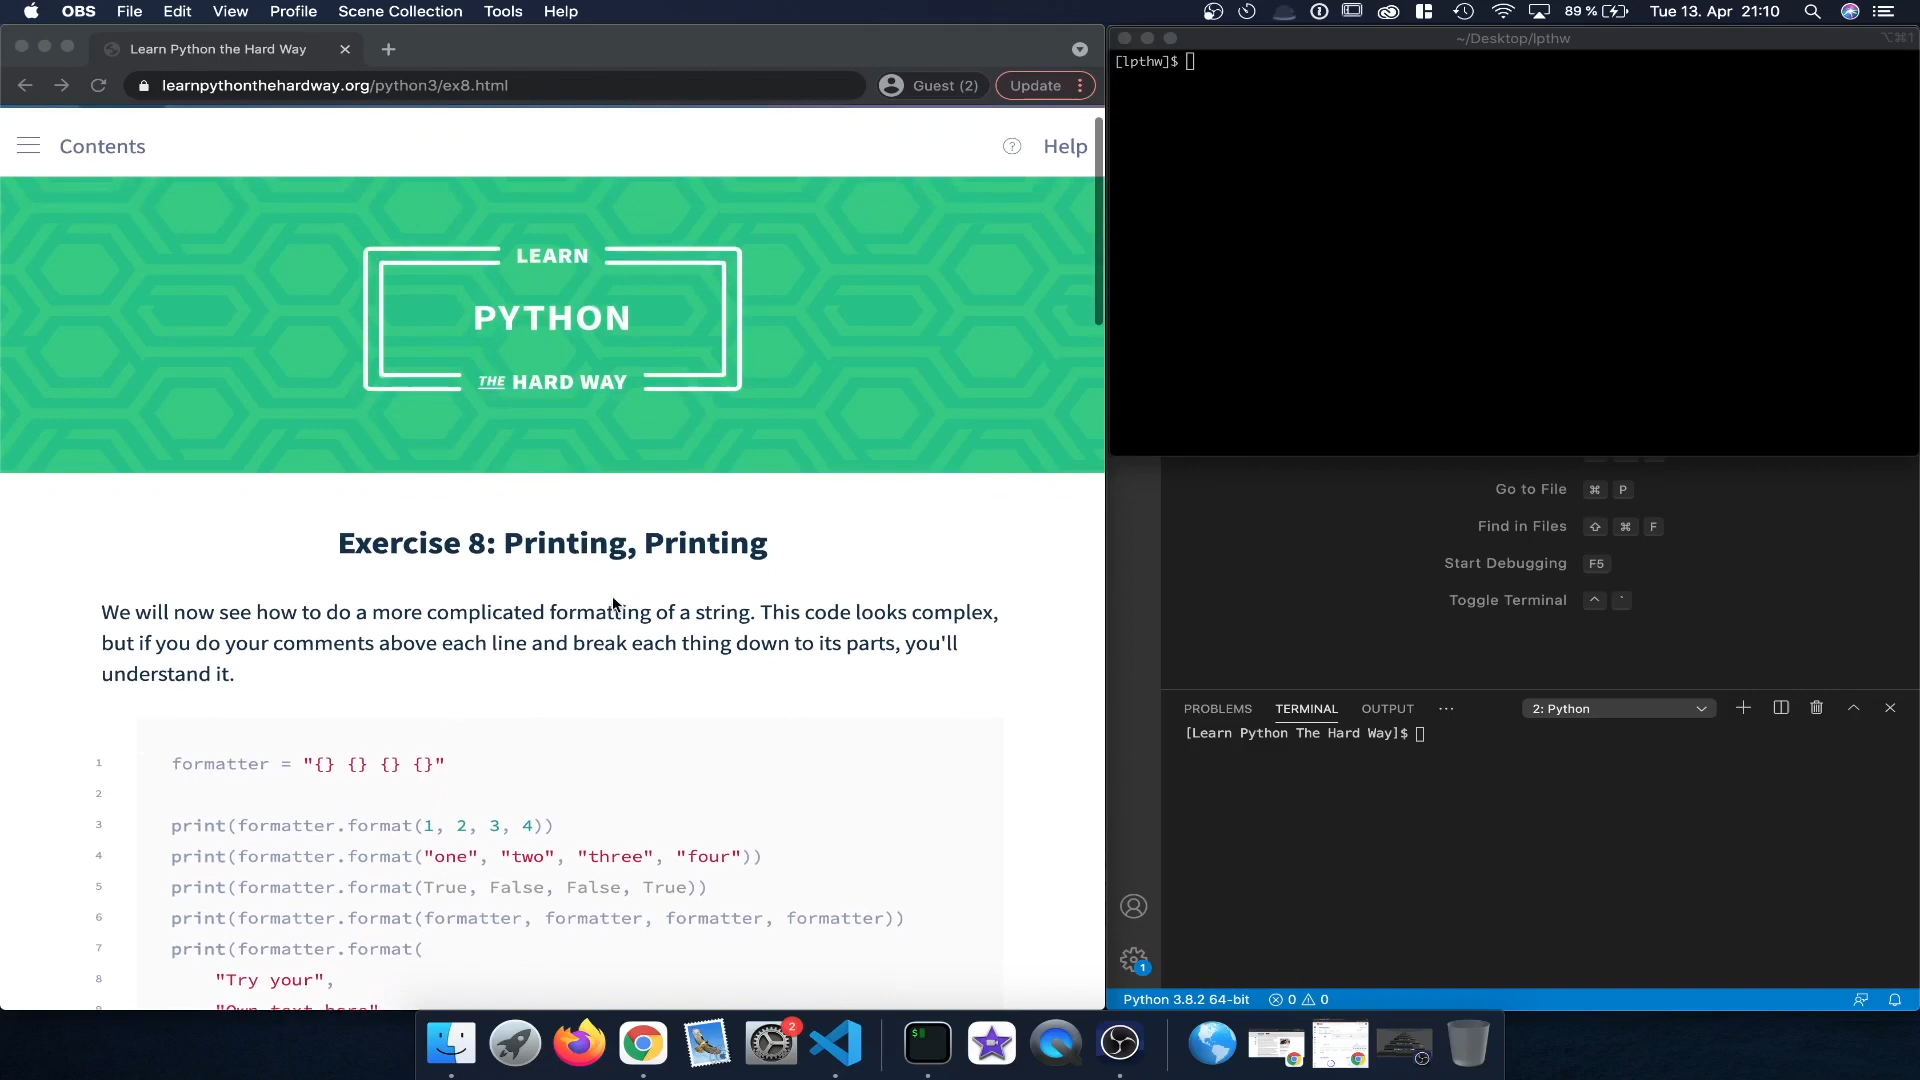 OBS File Edit View Profile Scene Collection Tools Help
89 % Tue 13. Apr 21:10
Learn Python the Hard Way
learnpythonthehardway.org/python3/ex8.html
Guest (2)
Update
Contents
Help
LEARN
PYTHON
THE HARD WAY
Exercise 8: Printing, Printing
We will now see how to do a more complicated formatting of a string. This code looks complex,
but if you do your comments above each line and break each thing down to its parts, you'll
understand it.
1 formatter = "{} {} {} {}"
2
3 print(formatter.format(1, 2, 3, 4))
4 print(formatter.format("one", "two", "three", "four"))
5 print(formatter.format(True, False, False, True))
6 print(formatter.format(formatter, formatter, formatter, formatter))
7 print(formatter.format(
8 "Try your",
"Own text here"
~/Desktop/lpthw
⌥⌘1
[lpthw]$
Go to File ⌘ P
Find in Files ⇧ ⌘ F
Start Debugging F5
Toggle Terminal ^ `
PROBLEMS TERMINAL OUTPUT ··· 2: Python
[Learn Python The Hard Way]$
1
Python 3.8.2 64-bit 0 0
2
$